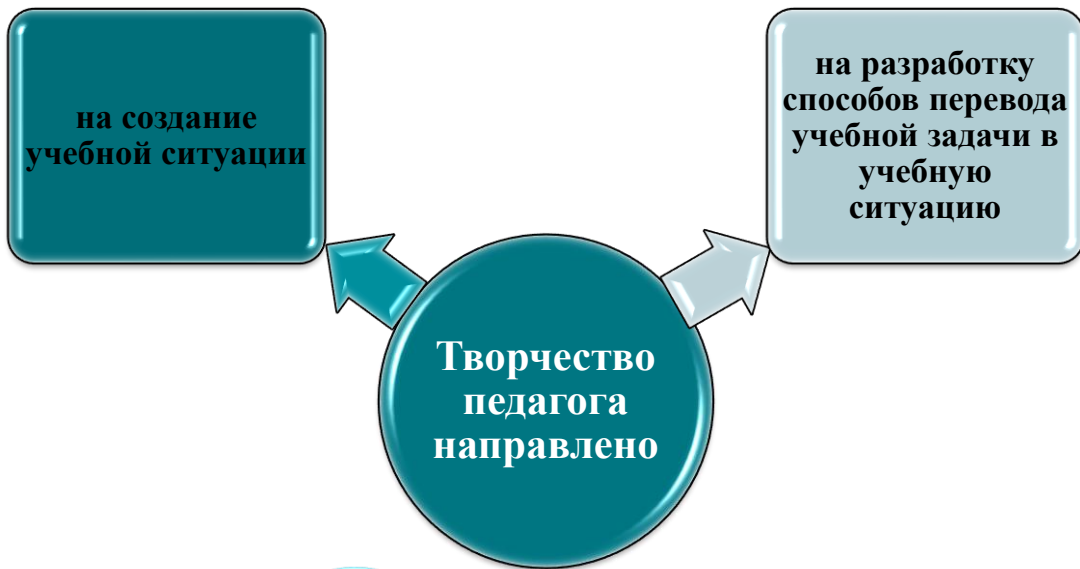 на создание
учебной ситуации
на разработку
способов перевода
учебной задачи в
учебную
ситуацию
Творчество
педагога
направлено